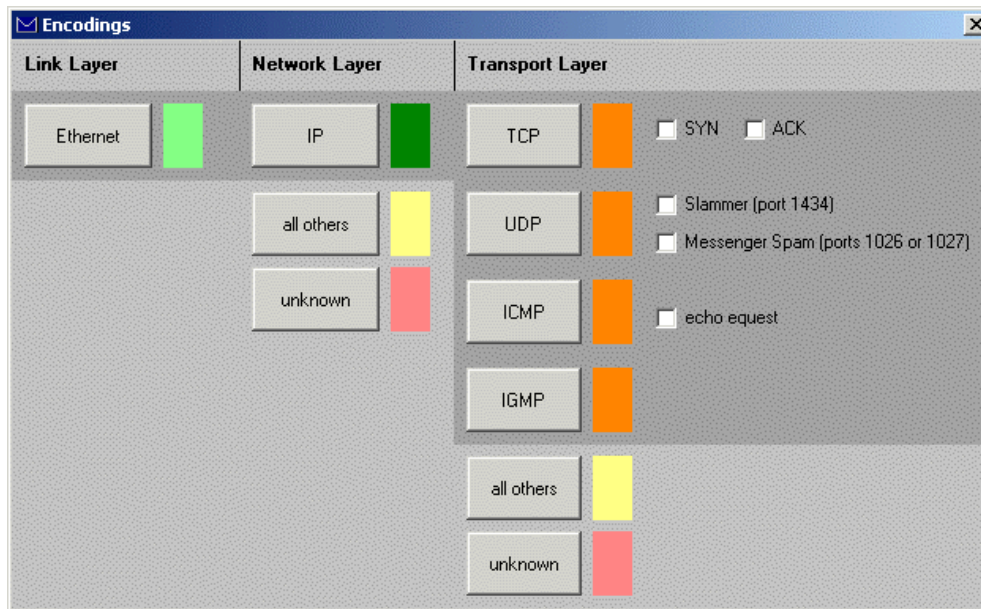 Encodings
Link Layer Network Layer Transport Layer
Ethernet IP TCP SYN ACK
all others UDP Slammer (port 1434)
Messenger Spam (ports 1026 or 1027)
unknown ICMP echo equest
IGMP
all others
unknown